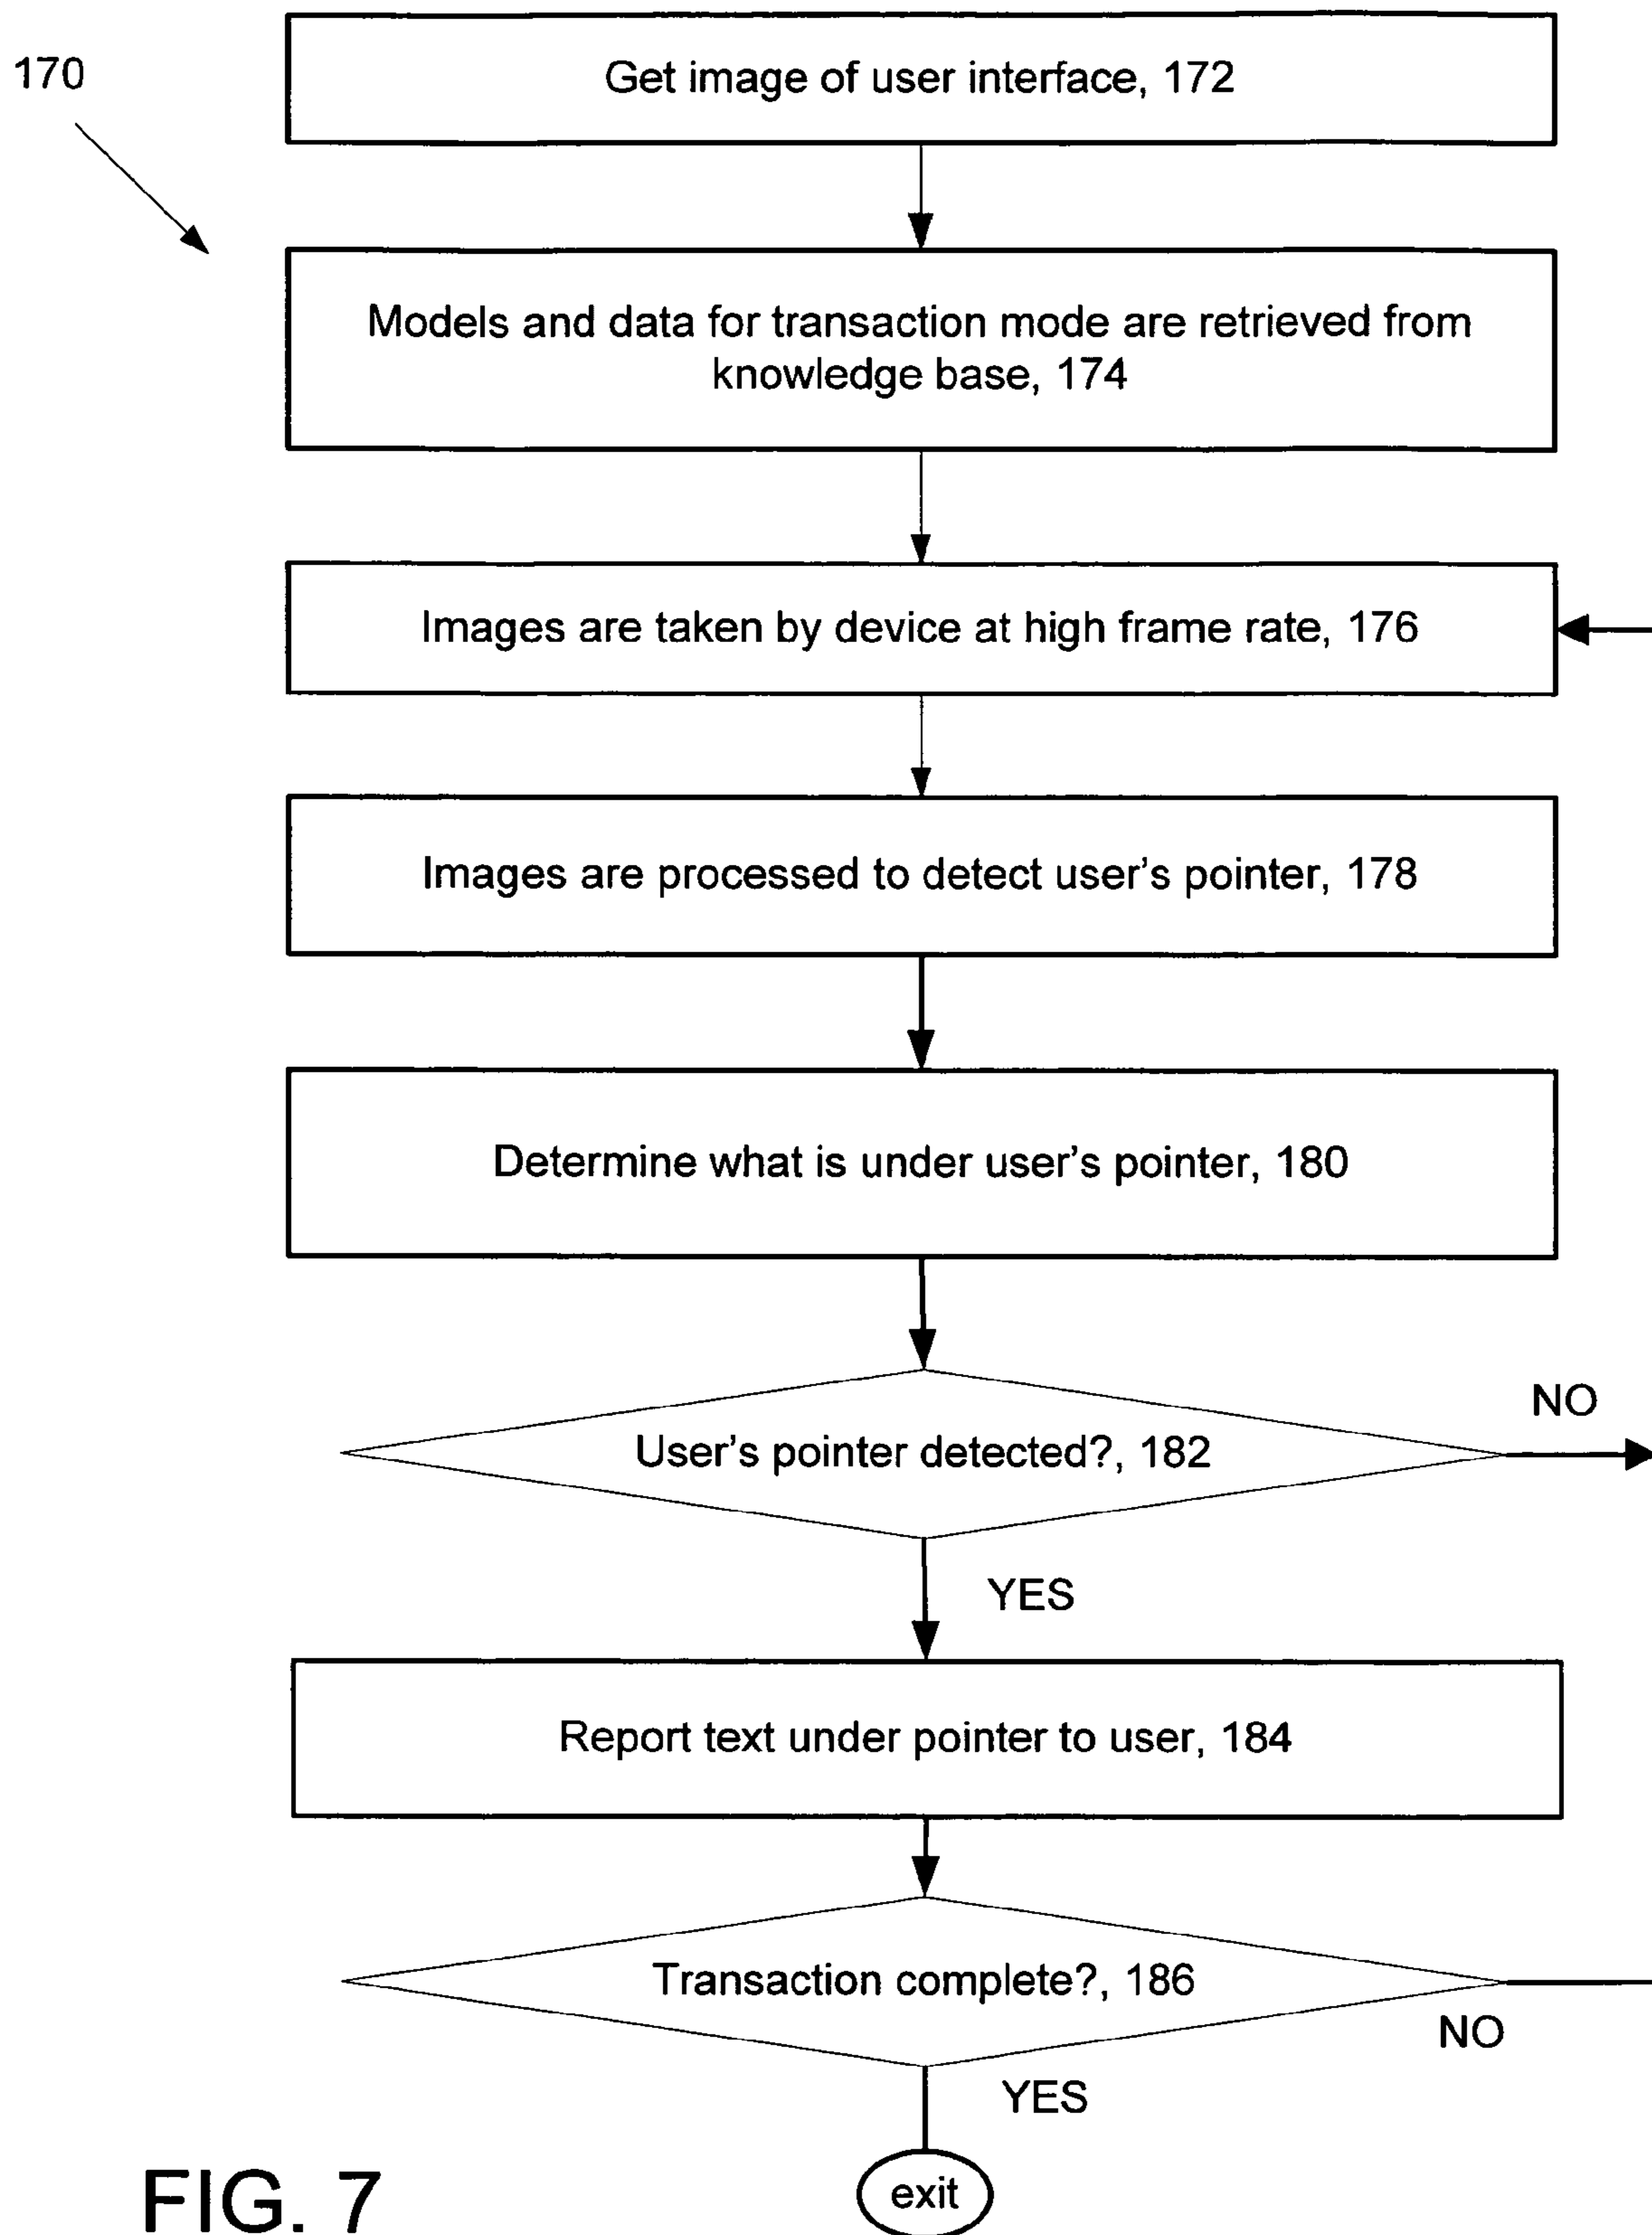 170
Get image of user interface, 172
Models and data for transaction mode are retrieved from
knowledge base, 174
Images are taken by device at high frame rate, 176
Images are processed to detect user's pointer, 178
Determine what is under user's pointer, 180
NO
User's pointer detected?, 182
YES
Report text under pointer to user, 184
Transaction complete?, 186
NO
YES
exit
FIG. 7